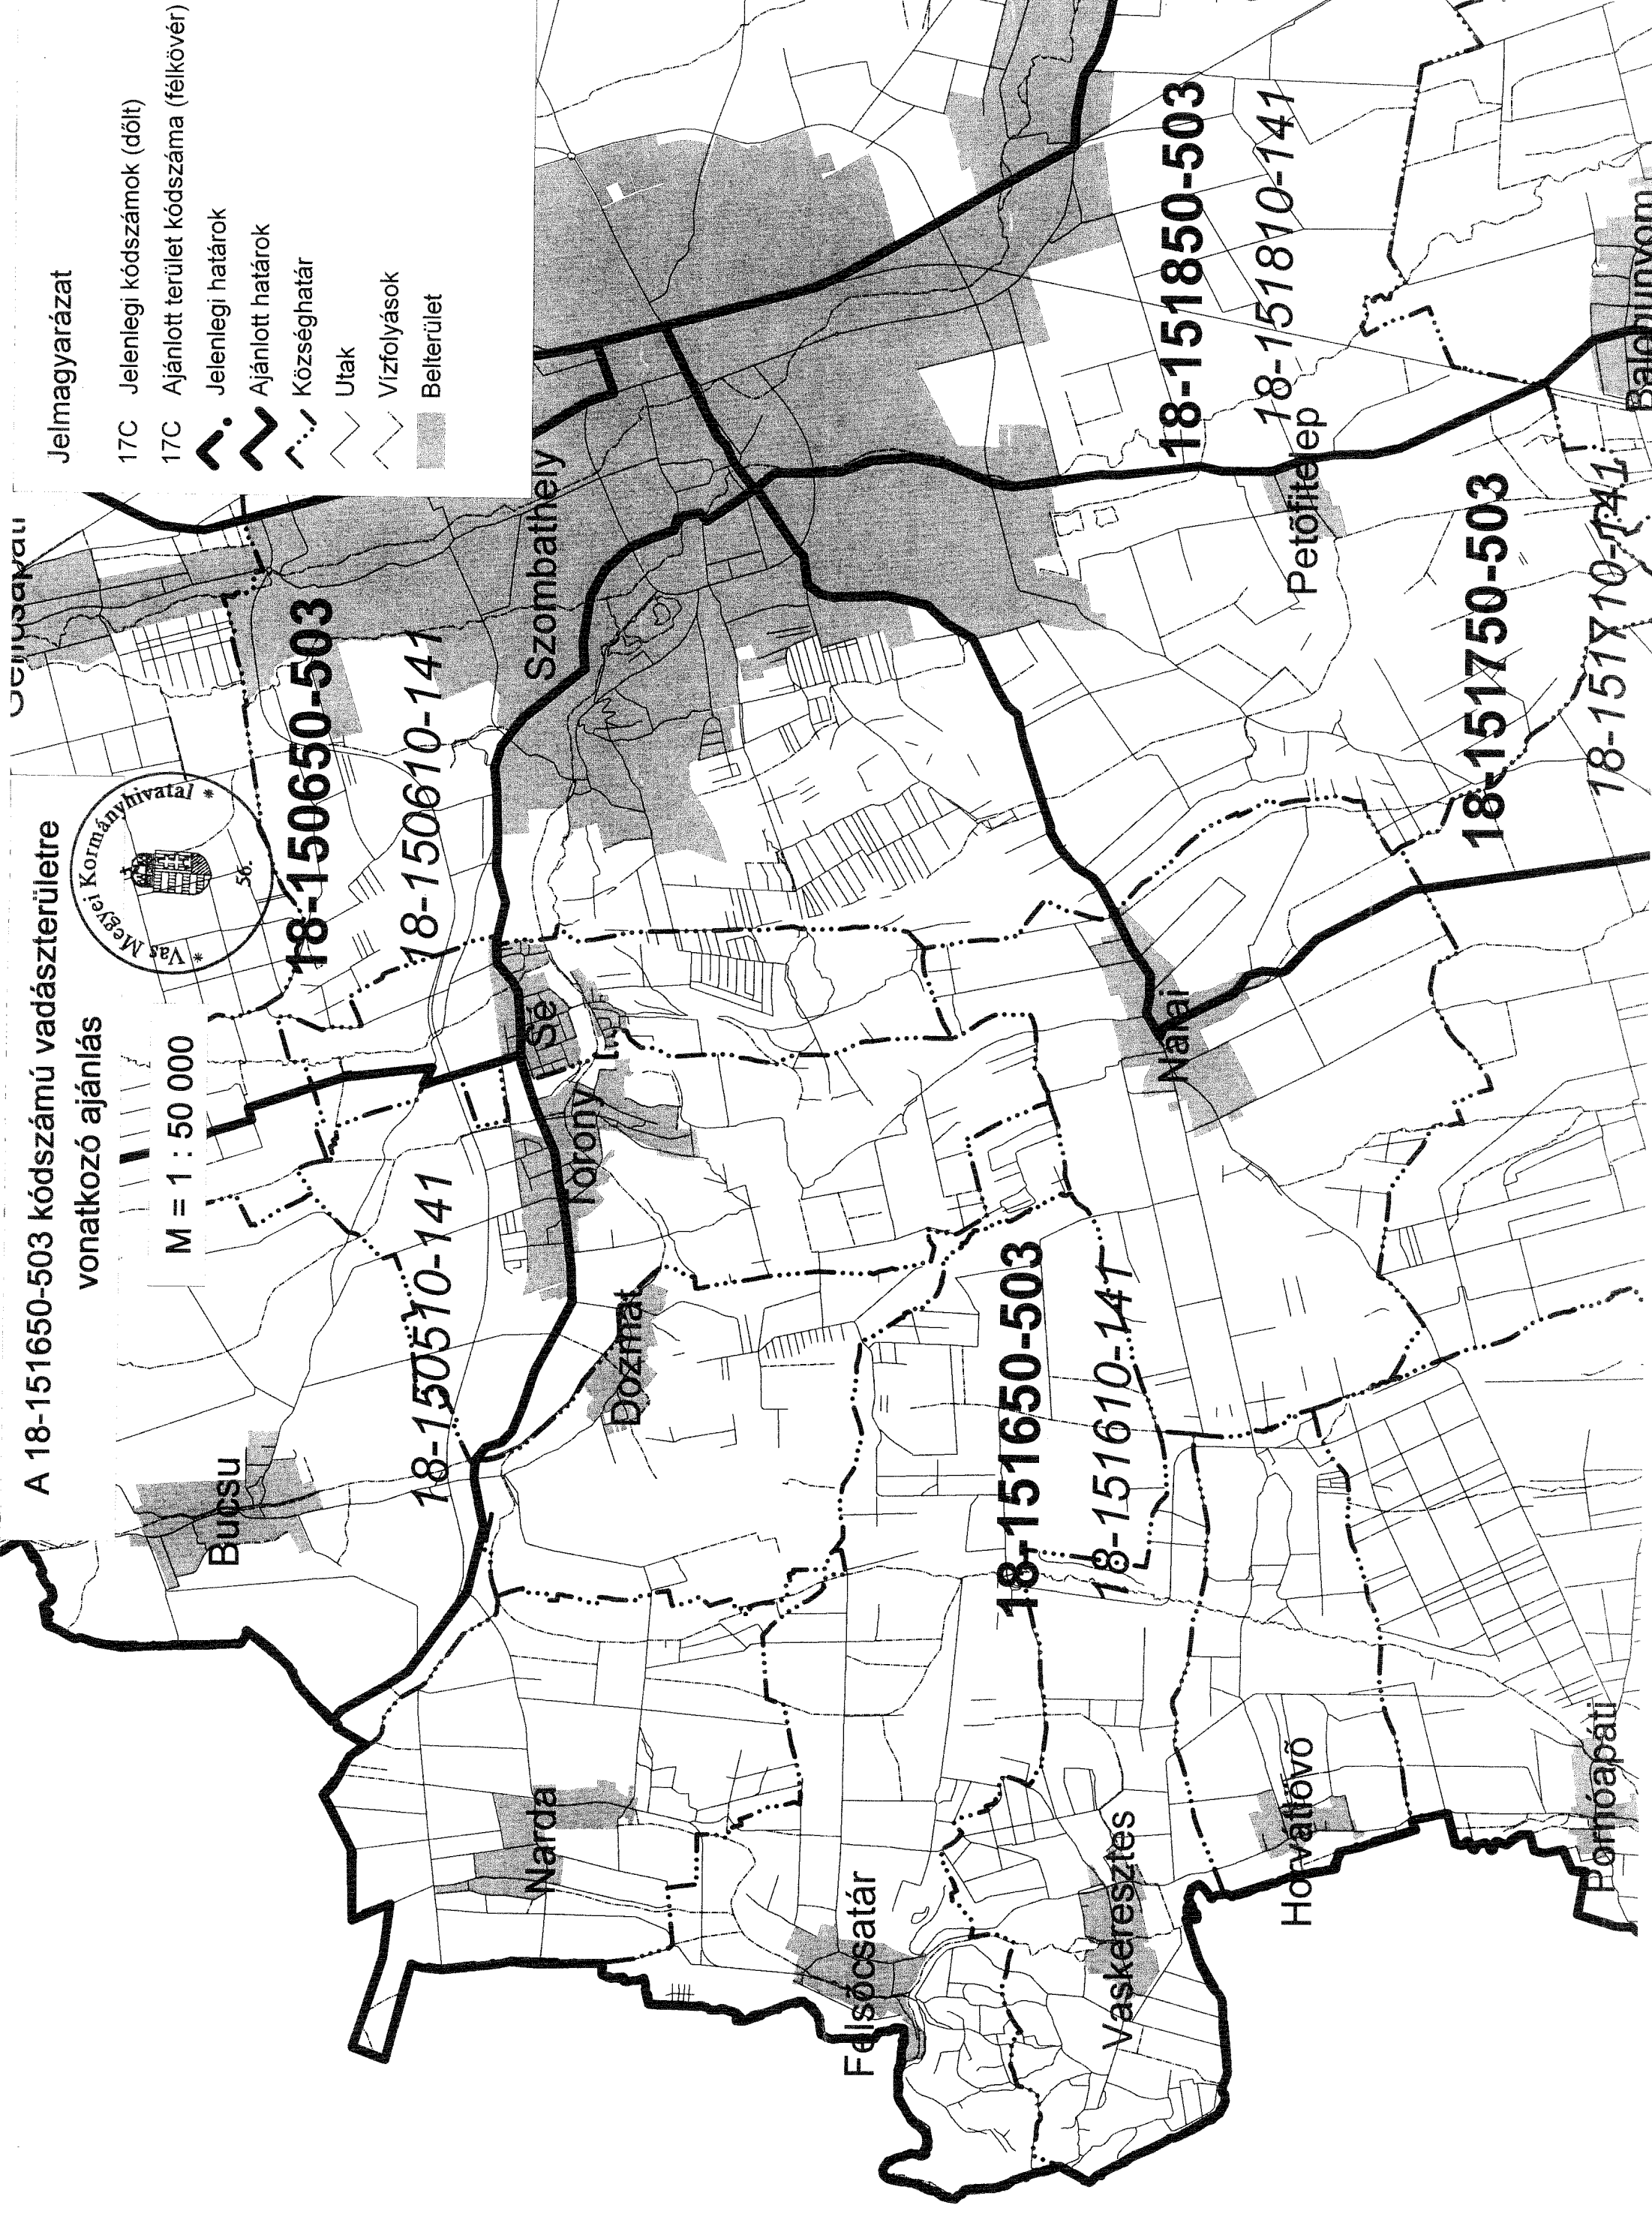 A 18-151650-503 kódszámú vadászterületre
vonatkozó ajánlás
M = 1 : 50 000
* Vas Megyei Kormányhivatal *
56.
Jelmagyarázat
17C Jelenlegi kódszámok (dőlt)
17C Ajánlott terület kódszáma (félkövér)
Jelenlegi határok
Ajánlott határok
Községhatár
Utak
Vízfolyások
Belterület
Bucsu
18-150650-503
18-150610-141
18-150510-141
Szombathely
Sé
Torony
Dozmat
Narda
Felsőcsatár
18-151650-503
18-151610-141
Vaskeresztes
Nárai
18-151850-503
18-151810-141
Petőfitelep
Horvátlövő
18-151750-503
18-151710-141
Pornóapáti
Balogunyom